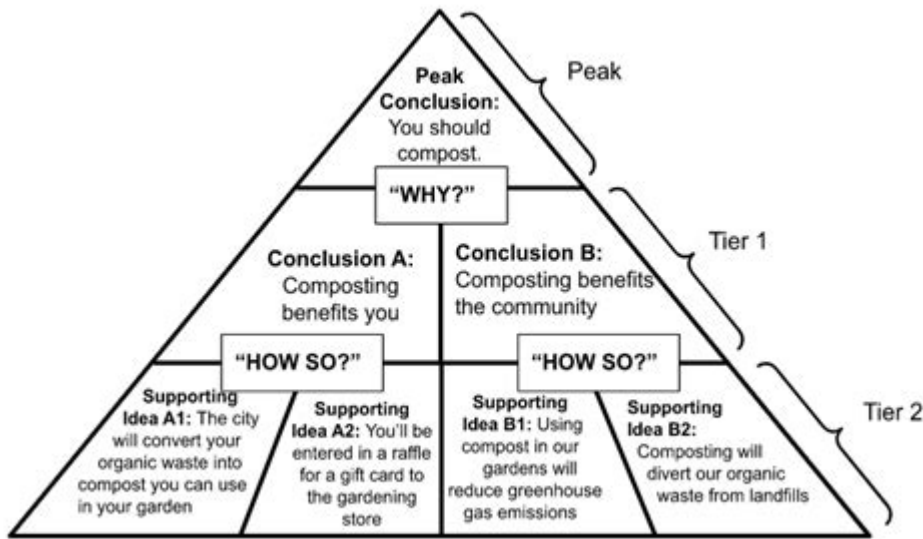 Peak
Conclusion:
You should
compost.
Peak
"WHY?"
Tier 1
Conclusion A:
Composting
benefits you
Conclusion B:
Composting benefits
the community
"HOW SO?"
"HOW SO?"
Tier 2
Supporting
Idea A1: The city
will convert your
organic waste into
compost you can use
in your garden
Supporting
Idea A2: You'll be
entered in a raffle
for a gift card to
the gardening
store
Supporting
Idea B1: Using
compost in our
gardens will
reduce greenhouse
gas emissions
Supporting
Idea B2:
Composting will
divert our organic
waste from landfills